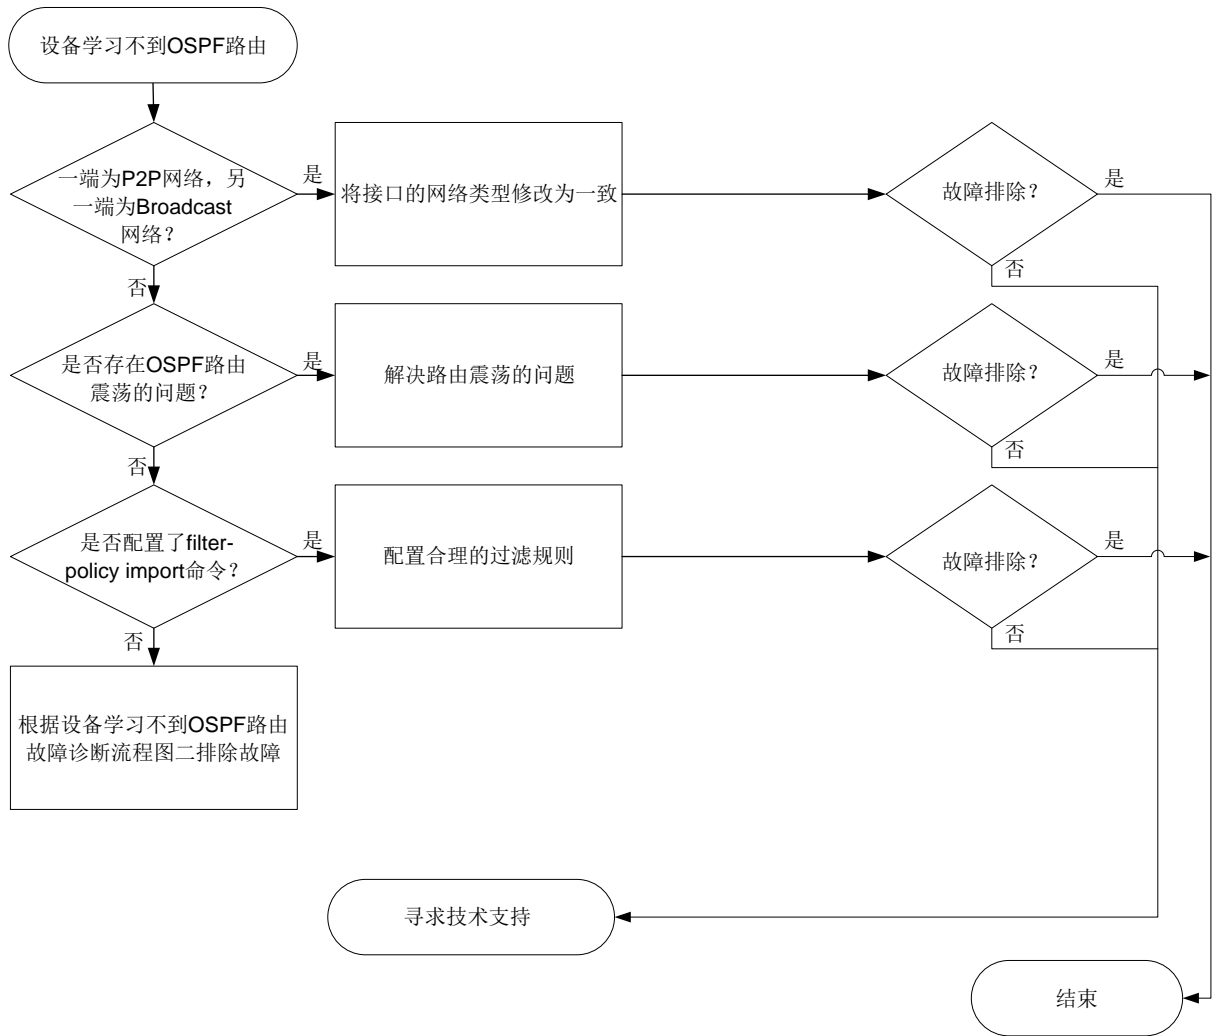 设备学习不到OSPF路由
一端为P2P网络，另
一端为Broadcast
网络？
是
将接口的网络类型修改为一致
故障排除？
是
否
否
是否存在OSPF路由
震荡的问题？
是
解决路由震荡的问题
故障排除？
是
否
否
是否配置了filter-
policy import命令？
是
配置合理的过滤规则
故障排除？
是
否
否
根据设备学习不到OSPF路由
故障诊断流程图二排除故障
寻求技术支持
结束